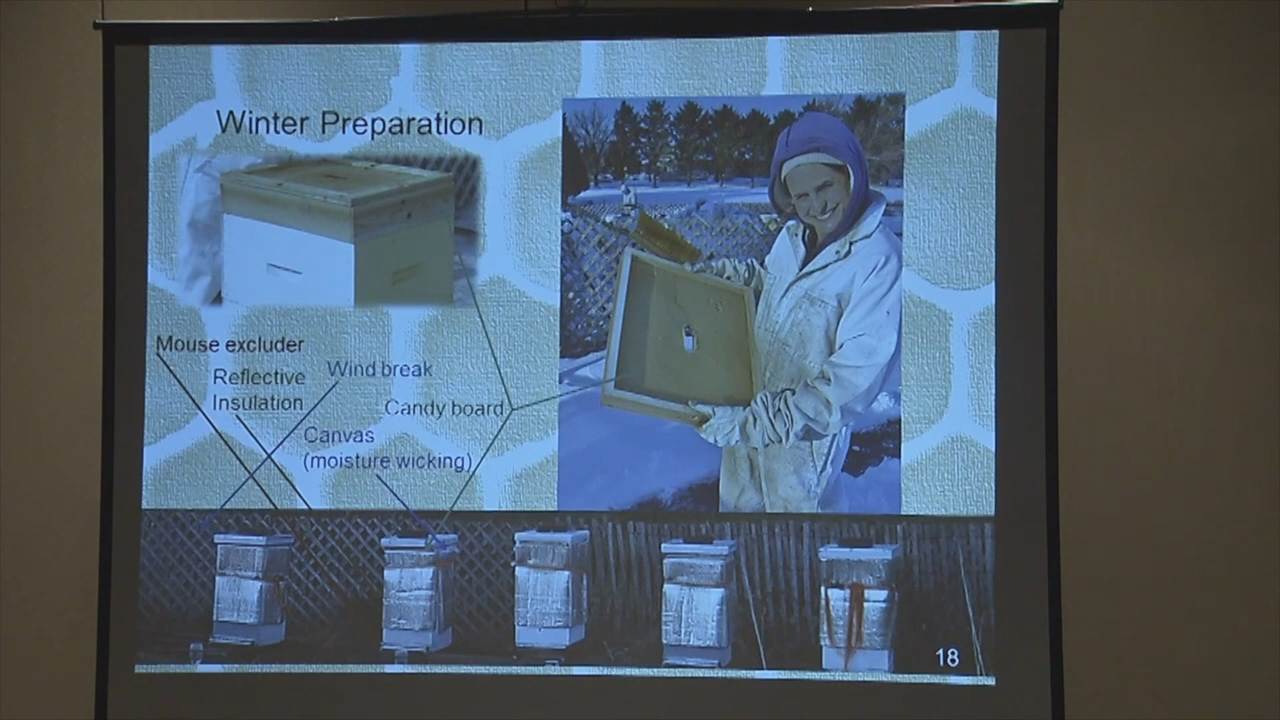 Winter Preparation
Mouse excluder
Reflective
Insulation
Wind break
Candy board
Canvas
(moisture wicking)
18